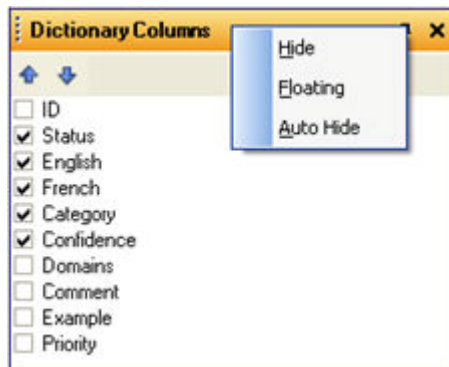 Dictionary Columns
Hide
Floating
Auto Hide
ID
Status
English
French
Category
Confidence
Domains
Comment
Example
Priority